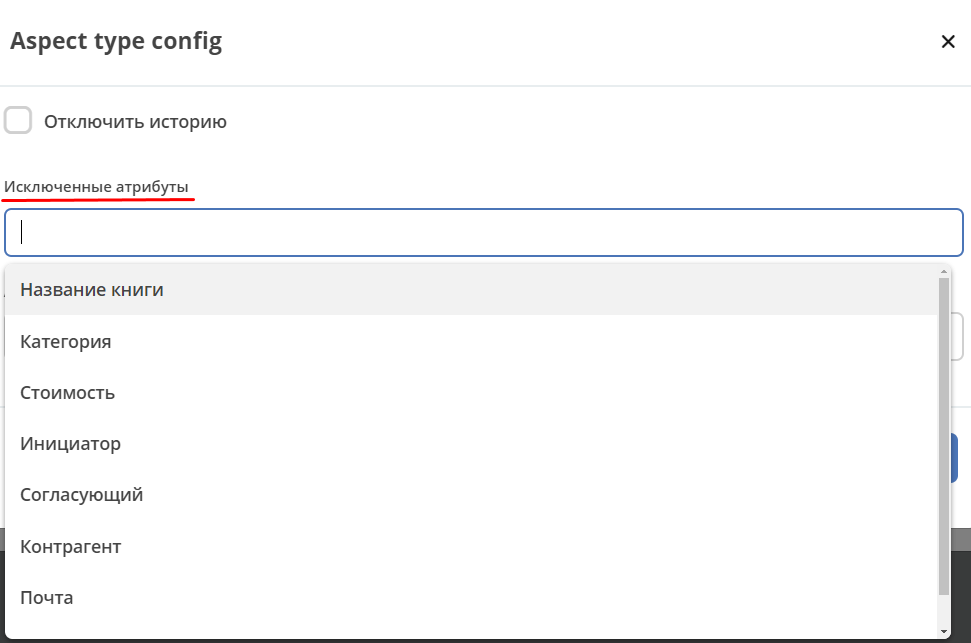 Aspect type config
Отключить историю
Исключенные атрибуты
Название книги
Категория
Стоимость
Инициатор
Согласующий
Контрагент
Почта